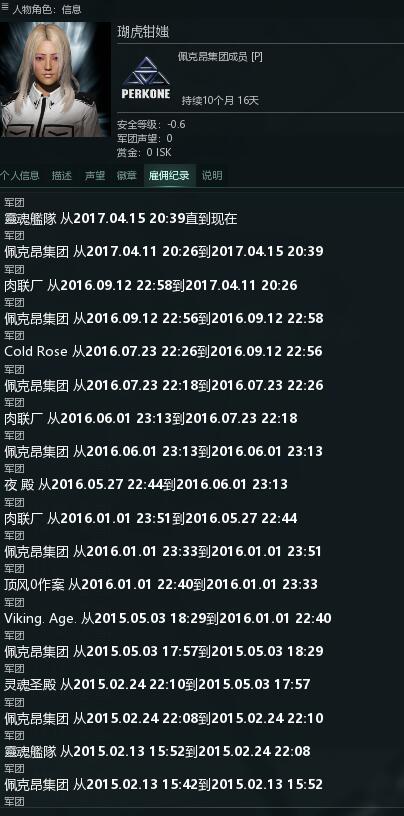 人物角色：信息
瑚虎钳媸
佩克昂集团成员 [P]
PERKONE
持续10个月 16天
安全等级：-0.6
军团声望：0
赏金：0 ISK
个人信息 描述 声望 徽章 雇佣纪录 说明
军团
靈魂艦隊 从2017.04.15 20:39直到现在
军团
佩克昂集团 从2017.04.11 20:26到2017.04.15 20:39
军团
肉联厂 从2016.09.12 22:58到2017.04.11 20:26
军团
佩克昂集团 从2016.09.12 22:56到2016.09.12 22:58
军团
Cold Rose 从2016.07.23 22:26到2016.09.12 22:56
军团
佩克昂集团 从2016.07.23 22:18到2016.07.23 22:26
军团
肉联厂 从2016.06.01 23:13到2016.07.23 22:18
军团
佩克昂集团 从2016.06.01 23:13到2016.06.01 23:13
军团
夜 殿 从2016.05.27 22:44到2016.06.01 23:13
军团
肉联厂 从2016.01.01 23:51到2016.05.27 22:44
军团
佩克昂集团 从2016.01.01 23:33到2016.01.01 23:51
军团
顶风0作案 从2016.01.01 22:40到2016.01.01 23:33
军团
Viking. Age. 从2015.05.03 18:29到2016.01.01 22:40
军团
佩克昂集团 从2015.05.03 17:57到2015.05.03 18:29
军团
灵魂圣殿 从2015.02.24 22:10到2015.05.03 17:57
军团
佩克昂集团 从2015.02.24 22:08到2015.02.24 22:10
军团
靈魂艦隊 从2015.02.13 15:52到2015.02.24 22:08
军团
佩克昂集团 从2015.02.13 15:42到2015.02.13 15:52
军团